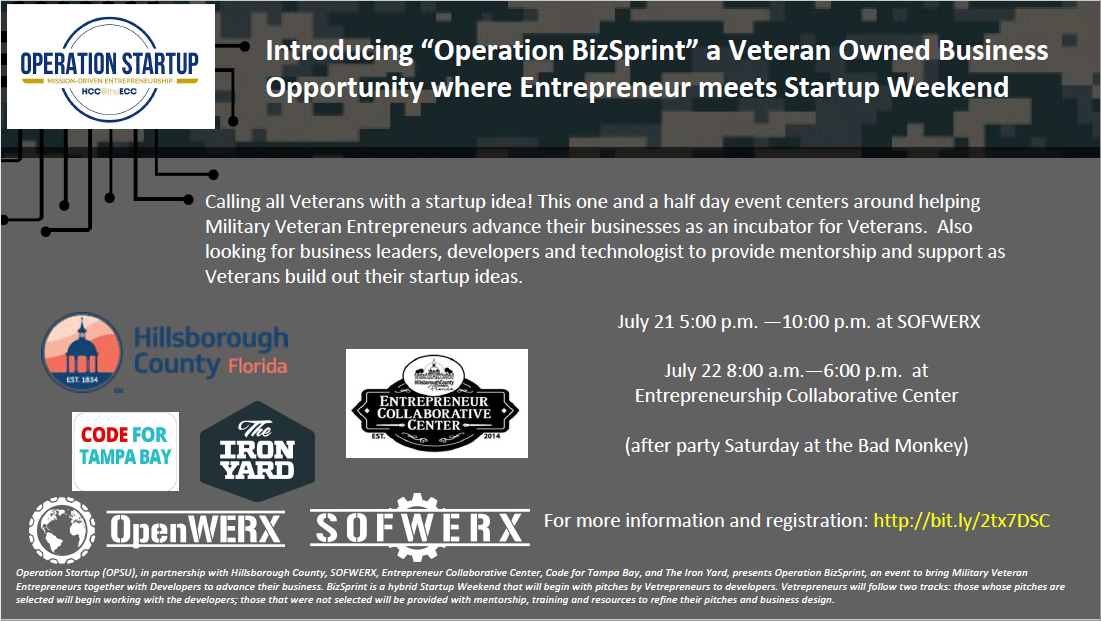 OPERATION STARTUP
MISSION-DRIVEN ENTREPRENEURSHIP
HCC@theECC
Introducing “Operation BizSprint” a Veteran Owned Business
Opportunity where Entrepreneur meets Startup Weekend
Calling all Veterans with a startup idea! This one and a half day event centers around helping
Military Veteran Entrepreneurs advance their businesses as an incubator for Veterans.  Also
looking for business leaders, developers and technologist to provide mentorship and support as
Veterans build out their startup ideas.
July 21 5:00 p.m. —10:00 p.m. at SOFWERX
July 22 8:00 a.m.—6:00 p.m.  at
Entrepreneurship Collaborative Center
(after party Saturday at the Bad Monkey)
Hillsborough
County Florida
EST. 1834
SM
Hillsborough County
Florida
ENTREPRENEUR
COLLABORATIVE
CENTER
EST. 2014
CODE FOR
TAMPA BAY
The
IRON
YARD
OpenWERX
SOFWERX
For more information and registration: http://bit.ly/2tx7DSC
Operation Startup (OPSU), in partnership with Hillsborough County, SOFWERX, Entrepreneur Collaborative Center, Code for Tampa Bay, and The Iron Yard, presents Operation BizSprint, an event to bring Military Veteran
Entrepreneurs together with Developers to advance their business. BizSprint is a hybrid Startup Weekend that will begin with pitches by Vetrepreneurs to developers. Vetrepreneurs will follow two tracks: those whose pitches are
selected will begin working with the developers; those that were not selected will be provided with mentorship, training and resources to refine their pitches and business design.